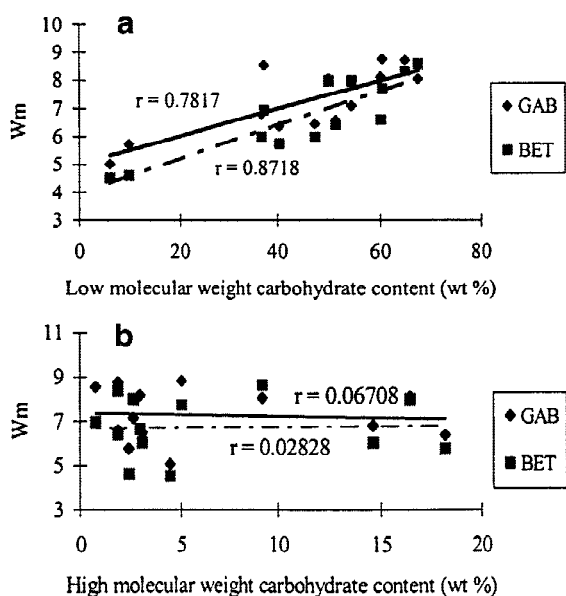 a
10
9
8
7
6
5
4
3
Wm
r = 0.7817
r = 0.8718
GAB
BET
0 20 40 60 80
Low molecular weight carbohydrate content (wt %)
b
11
9
7
5
3
Wm
r = 0.06708
r = 0.02828
GAB
BET
0 5 10 15 20
High molecular weight carbohydrate content (wt %)